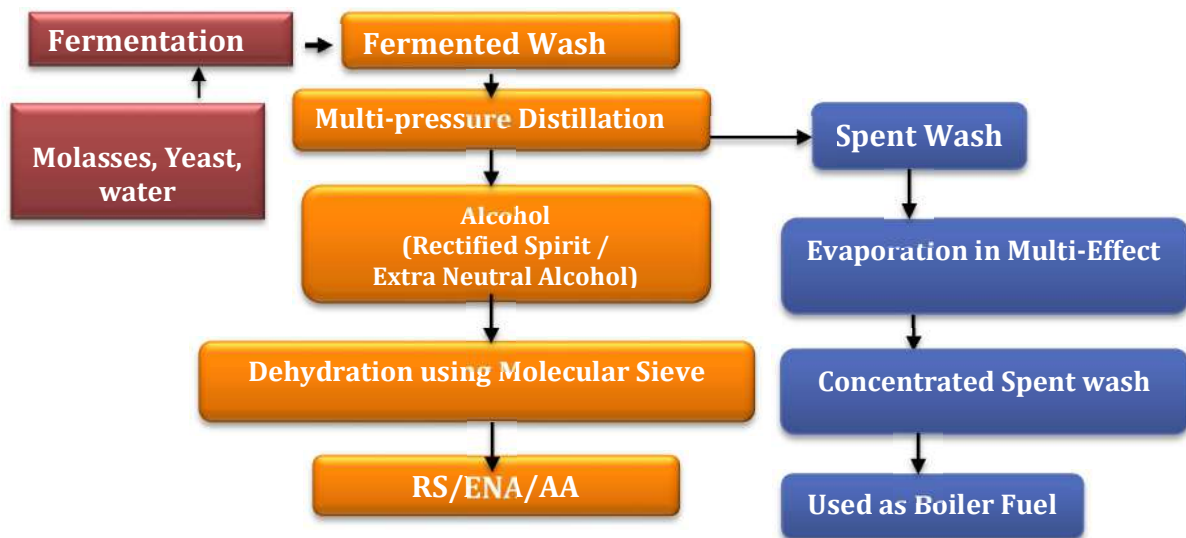 Fermentation
Fermented Wash
Molasses, Yeast,
water
Multi-pressure Distillation
Spent Wash
Alcohol
(Rectified Spirit /
Extra Neutral Alcohol)
Evaporation in Multi-Effect
Dehydration using Molecular Sieve
Concentrated Spent wash
RS/ENA/AA
Used as Boiler Fuel